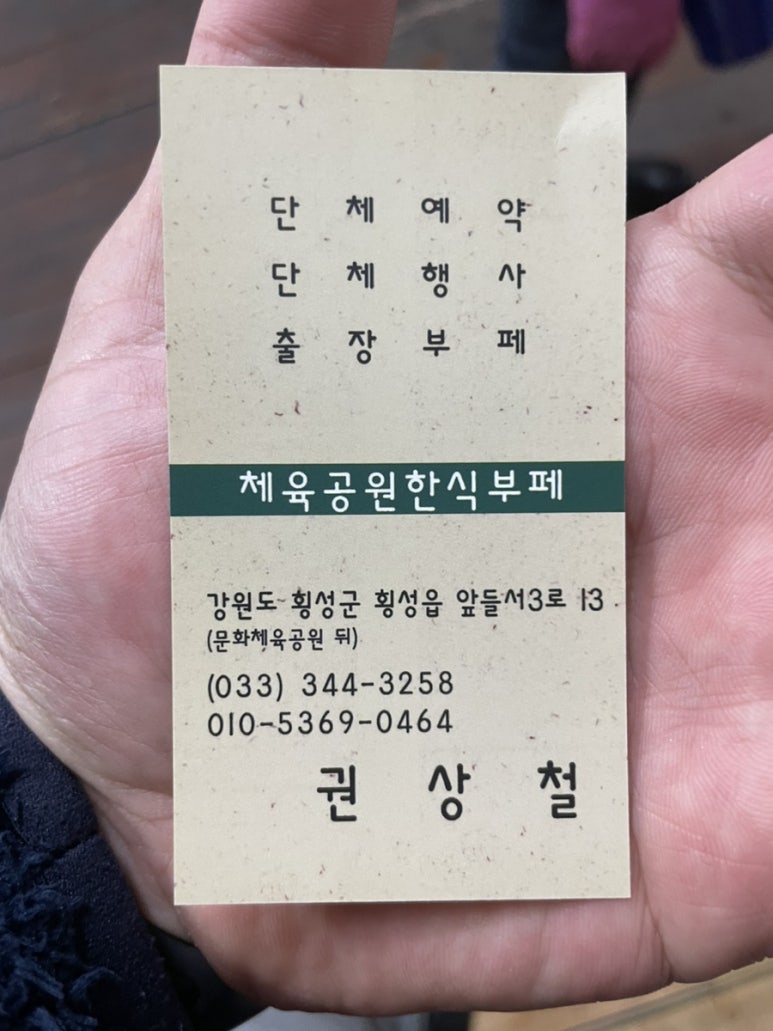 단 체 예 약
단 체 행 사
출 장 부 페
체육공원한식부페
강원도 횡성군 횡성읍 앞들서3로 13
(문화체육공원 뒤)
(033) 344-3258
010-5369-0464
권 상 철